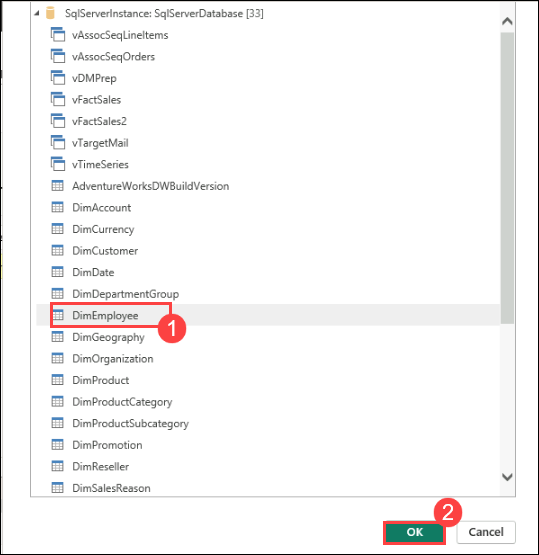 SqlServerInstance: SqlServerDatabase [33]
vAssocSeqLineItems
vAssocSeqOrders
vDMPrep
vFactSales
vFactSales2
vTargetMail
vTimeSeries
AdventureWorksDWBuildVersion
DimAccount
DimCurrency
DimCustomer
DimDate
DimDepartmentGroup
DimEmployee
1
DimGeography
DimOrganization
DimProduct
DimProductCategory
DimProductSubcategory
DimPromotion
DimReseller
DimSalesReason
2
OK Cancel